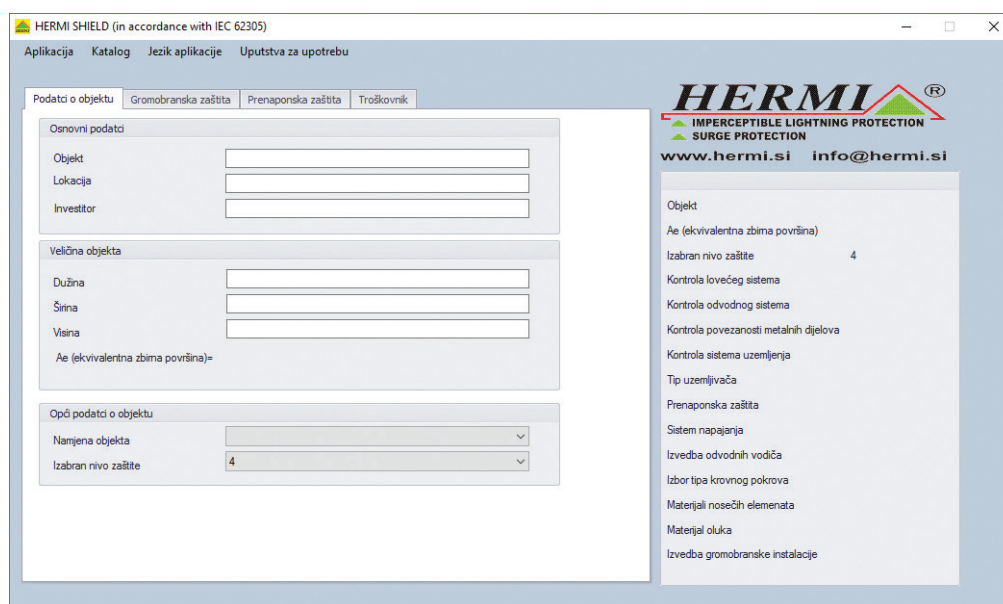 HERMI SHIELD (in accordance with IEC 62305)
Aplikacija Katalog Jezik aplikacije Uputstva za upotrebu
Podatci o objektu Gromobranska zaštita Prenaponska zaštita Troškovnik
Osnovni podatci
Objekt
Lokacija
Investitor
Veličina objekta
Dužina
Širina
Visina
Ae (ekvivalentna zbirna površina)=
Opći podatci o objektu
Namjena objekta
Izabran nivo zaštite 4
HERMI ®
IMPERCEPTIBLE LIGHTNING PROTECTION
SURGE PROTECTION
www.hermi.si info@hermi.si
Objekt
Ae (ekvivalentna zbirna površina)
Izabran nivo zaštite 4
Kontrola lovećeg sistema
Kontrola odvodnog sistema
Kontrola povezanosti metalnih dijelova
Kontrola sistema uzemljenja
Tip uzemljivača
Prenaponska zaštita
Sistem napajanja
Izvedba odvodnih vodiča
Izbor tipa krovnog pokrova
Materijali nosečih elemenata
Materijal oluka
Izvedba gromobranske instalacije